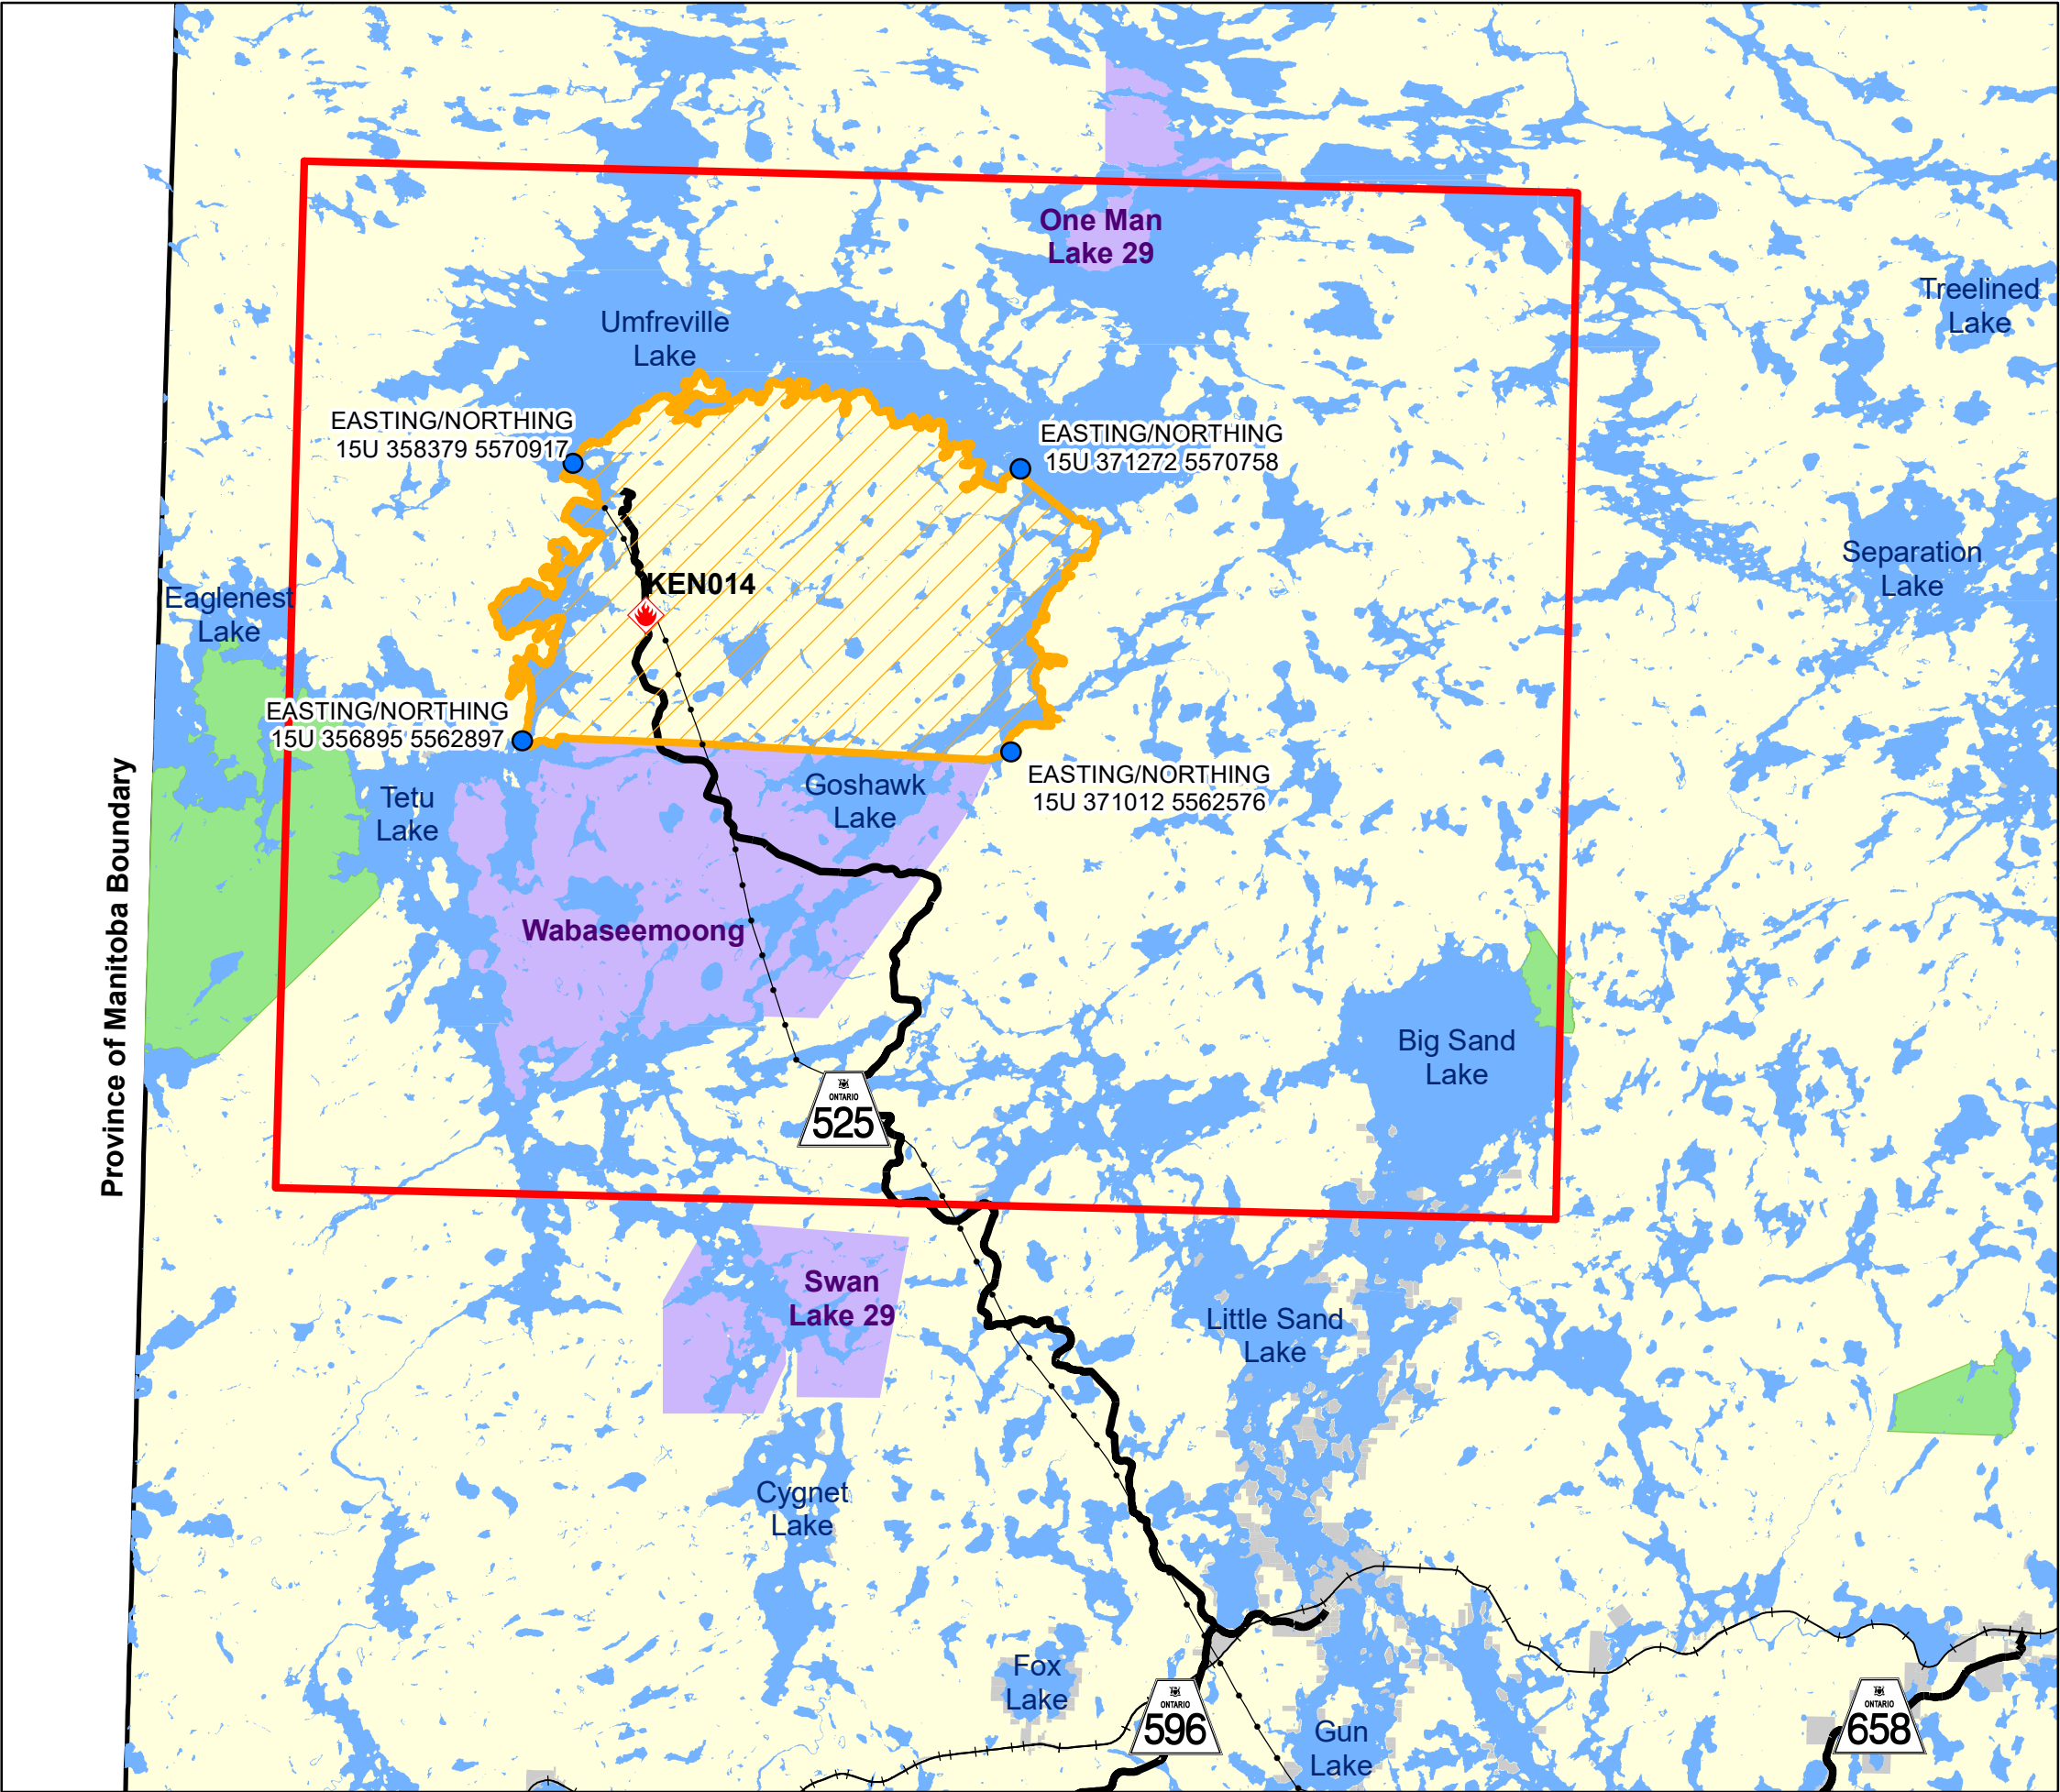 One Man
Lake 29
Treelined
Lake
Umfreville
Lake
EASTING/NORTHING
15U 358379 5570917
EASTING/NORTHING
15U 371272 5570758
Separation
Lake
KEN014
Eaglenest
Lake
EASTING/NORTHING
15U 356895 5562897
EASTING/NORTHING
15U 371012 5562576
Tetu
Lake
Goshawk
Lake
Province of Manitoba Boundary
Wabaseemoong
Big Sand
Lake
ONTARIO
525
Swan
Lake 29
Little Sand
Lake
Cygnet
Lake
Fox
Lake
ONTARIO
596
Gun
Lake
ONTARIO
658